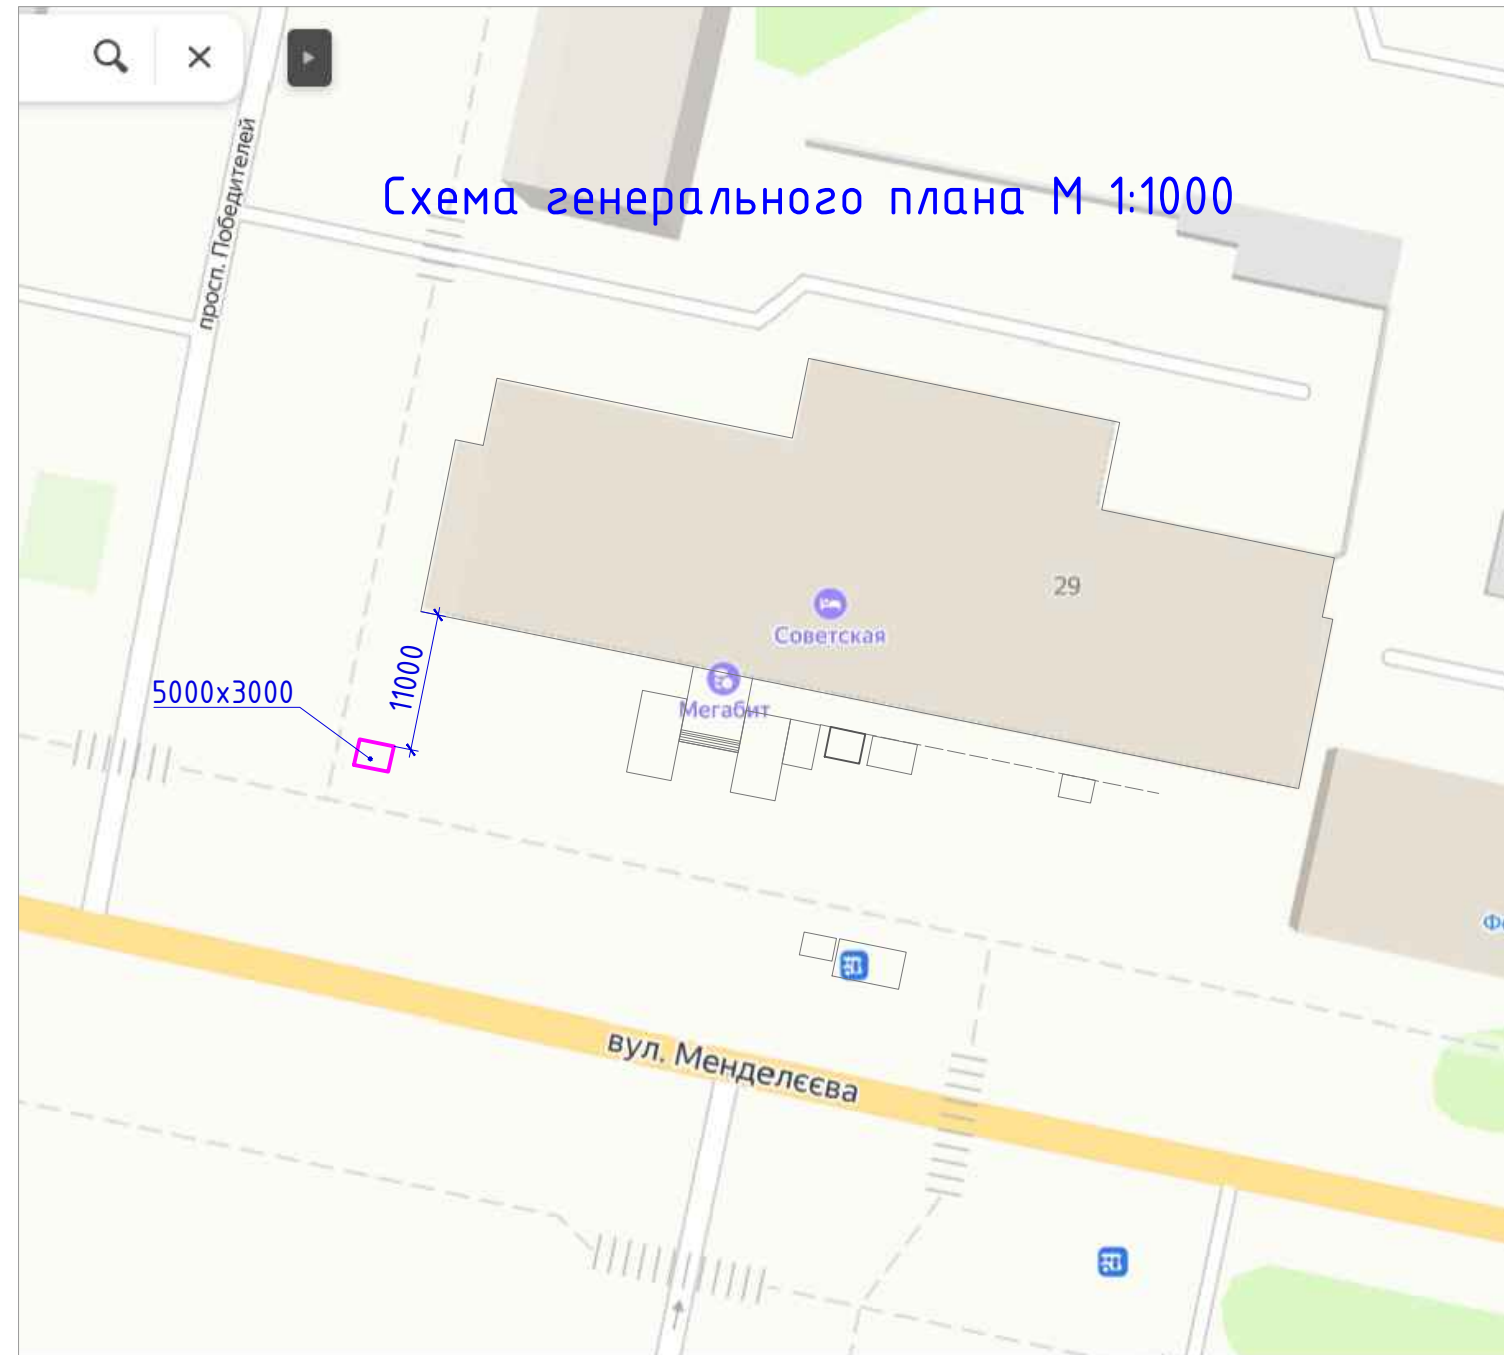 просп. Победителей
Схема генерального плана М 1:1000
29
Советская
Мегабит
11000
5000х3000
вул. Менделєєва